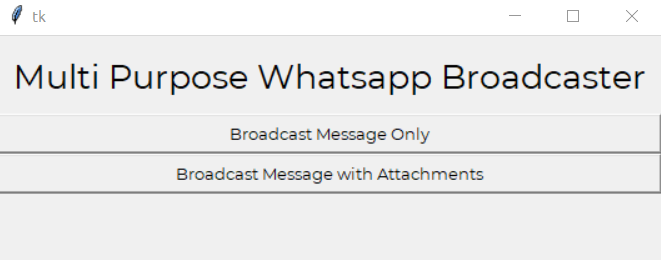 tk
Multi Purpose Whatsapp Broadcaster
Broadcast Message Only
Broadcast Message with Attachments